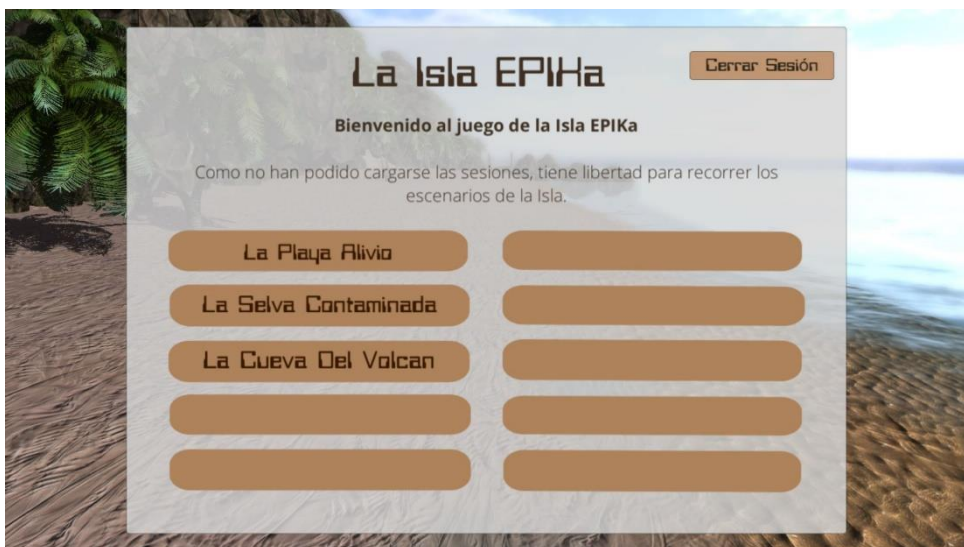 La Isla EPIKa
Cerrar Sesión
Bienvenido al juego de la Isla EPIKa
Como no han podido cargarse las sesiones, tiene libertad para recorrer los
escenarios de la Isla.
La Playa Alivio
La Selva Contaminada
La Cueva Del Volcan